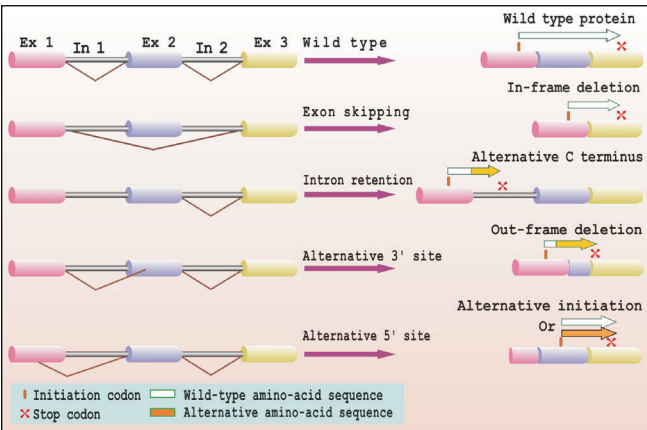 Ex 1 In 1 Ex 2 In 2 Ex 3
Wild type
Wild type protein
Exon skipping
In-frame deletion
Intron retention
Alternative C terminus
Alternative 3' site
Out-frame deletion
Alternative 5' site
Alternative initiation
Or
Initiation codon
Wild-type amino-acid sequence
Stop codon
Alternative amino-acid sequence